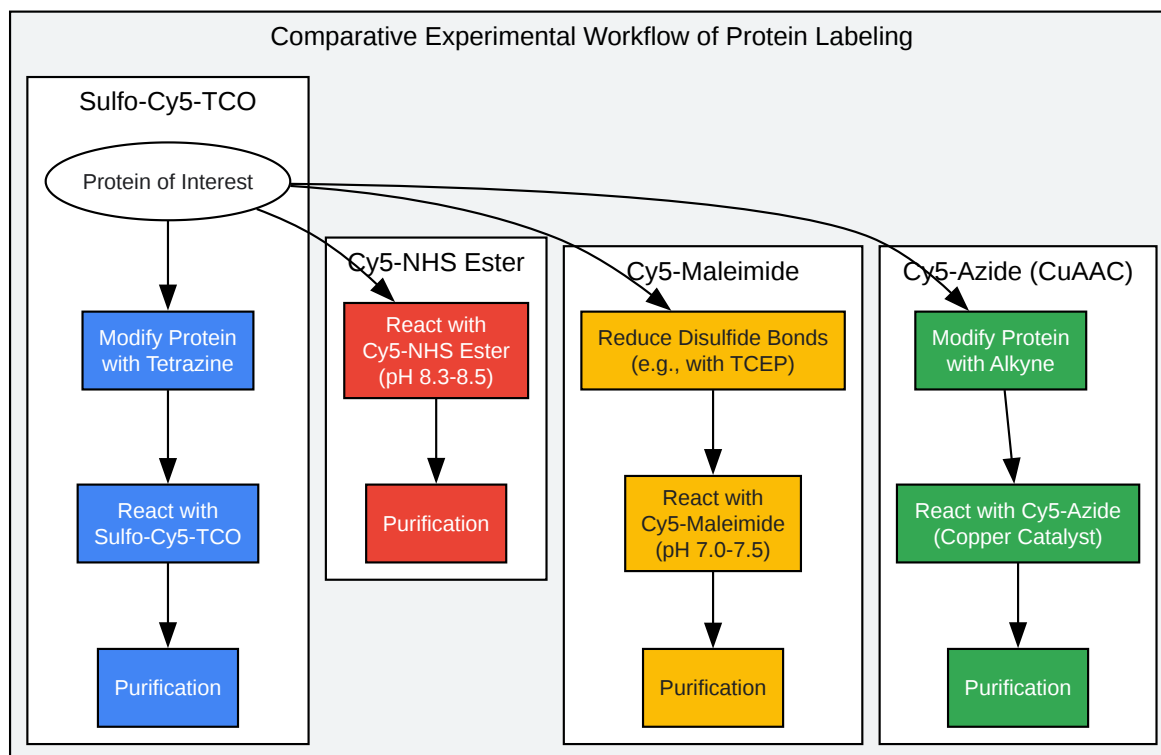 Comparative Experimental Workflow of Protein Labeling
Sulfo-Cy5-TCO
Protein of Interest
Modify Protein
with Tetrazine
React with
Sulfo-Cy5-TCO
Purification
Cy5-NHS Ester
React with
Cy5-NHS Ester
(pH 8.3-8.5)
Purification
Cy5-Maleimide
Reduce Disulfide Bonds
(e.g., with TCEP)
React with
Cy5-Maleimide
(pH 7.0-7.5)
Purification
Cy5-Azide (CuAAC)
Modify Protein
with Alkyne
React with Cy5-Azide
(Copper Catalyst)
Purification